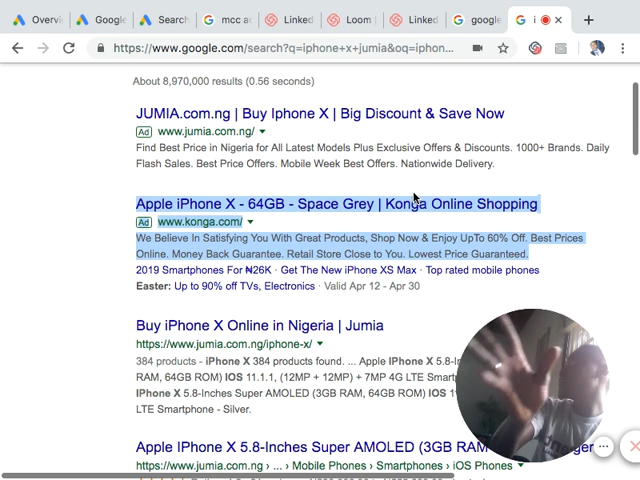 Overvi
Google
Search
mcc ac
Linked
Loom |
Linked
google
i
https://www.google.com/search?q=iphone+x+jumia&oq=iphon...
About 8,970,000 results (0.56 seconds)
JUMIA.com.ng | Buy Iphone X | Big Discount & Save Now
Ad www.jumia.com.ng/
Find Best Price in Nigeria for All Latest Models Plus Exclusive Offers & Discounts. 1000+ Brands. Daily
Flash Sales. Best Price Offers. Mobile Week Best Offers. Nationwide Delivery.
Apple iPhone X - 64GB - Space Grey | Konga Online Shopping
Ad www.konga.com/
We Believe In Satisfying You With Great Products, Shop Now & Enjoy UpTo 60% Off. Best Prices
Online. Money Back Guarantee. Retail Store Close to You. Lowest Price Guaranteed.
2019 Smartphones For ₦26K · Get The New iPhone XS Max · Top rated mobile phones
Easter: Up to 90% off TVs, Electronics · Valid Apr 12 - Apr 30
Buy iPhone X Online in Nigeria | Jumia
https://www.jumia.com.ng/iphone-x/
384 products - iPhone X 384 products found. ... Apple IPhone X 5.8-In
RAM, 64GB ROM) IOS 11.1.1, (12MP + 12MP) + 7MP 4G LTE Smart
IPhone X 5.8-Inches Super AMOLED (3GB RAM, 64GB ROM) IOS 1
LTE Smartphone - Silver.
Apple IPhone X 5.8-Inches Super AMOLED (3GB RAM
https://www.jumia.com.ng › ... › Mobile Phones › Smartphones › iOS Phones